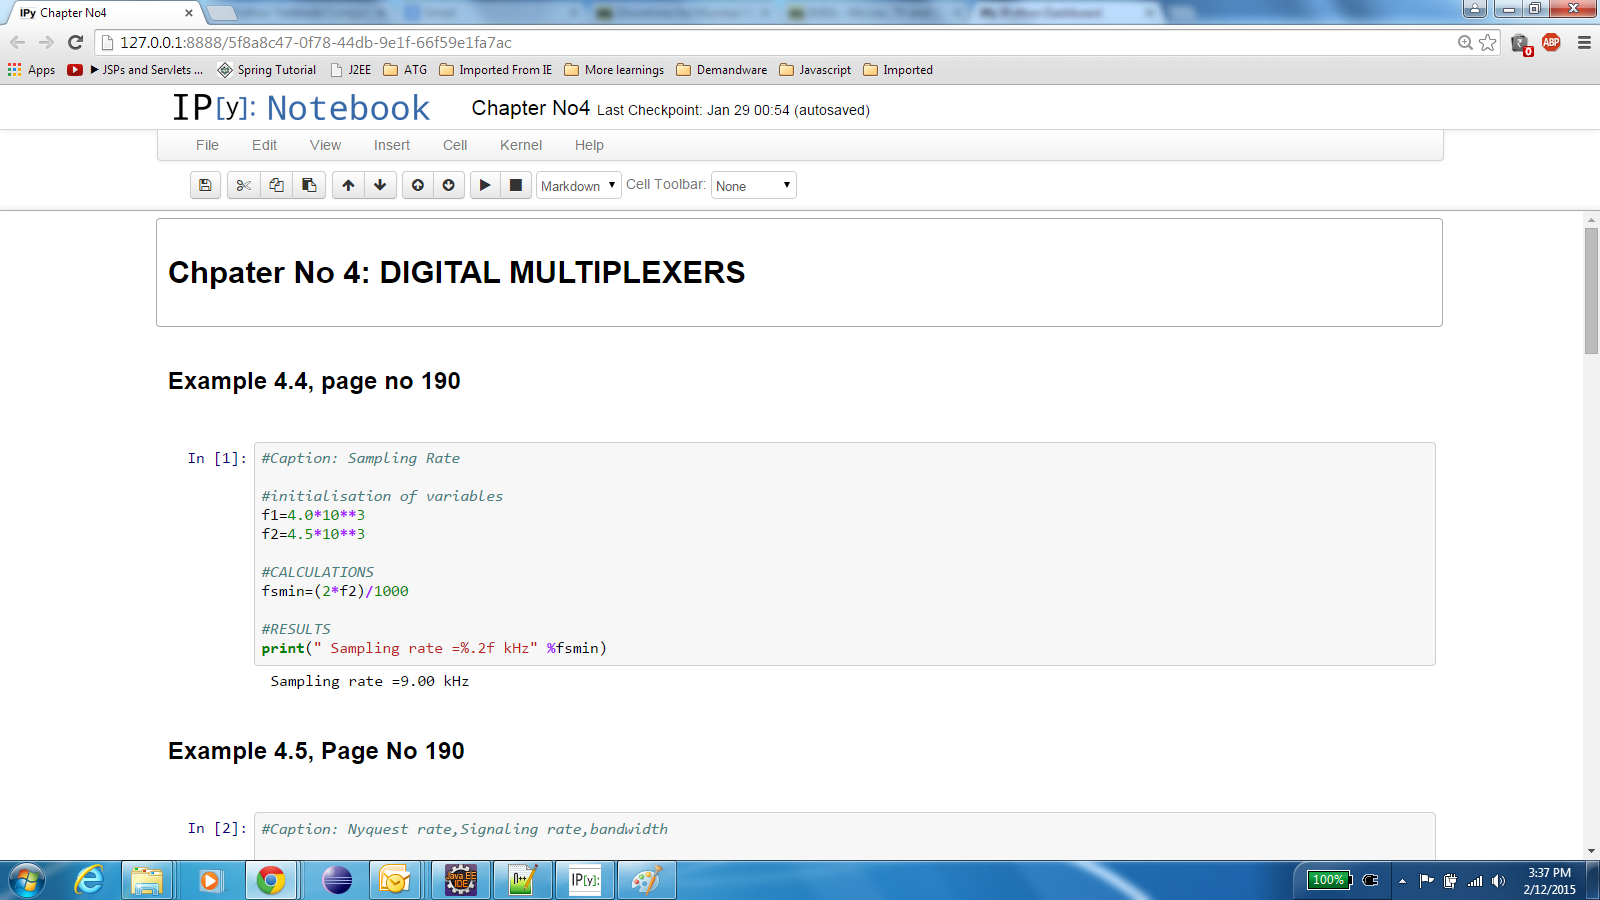 IPy Chapter No4
127.0.0.1:8888/5f8a8c47-0f78-44db-9e1f-66f59e1fa7ac
Apps ▶ JSPs and Servlets ... Spring Tutorial J2EE ATG Imported From IE More learnings Demandware Javascript Imported
0 ABP
IP[y]: Notebook Chapter No4 Last Checkpoint: Jan 29 00:54 (autosaved)
File Edit View Insert Cell Kernel Help
Markdown Cell Toolbar: None
Chpater No 4: DIGITAL MULTIPLEXERS
Example 4.4, page no 190
In [1]: #Caption: Sampling Rate
#initialisation of variables
f1=4.0*10**3
f2=4.5*10**3
#CALCULATIONS
fsmin=(2*f2)/1000
#RESULTS
print(" Sampling rate =%.2f kHz" %fsmin)
Sampling rate =9.00 kHz
Example 4.5, Page No 190
In [2]: #Caption: Nyquest rate,Signaling rate,bandwidth
Java EE IDE n++ IP[y]: 100% 3:37 PM
2/12/2015